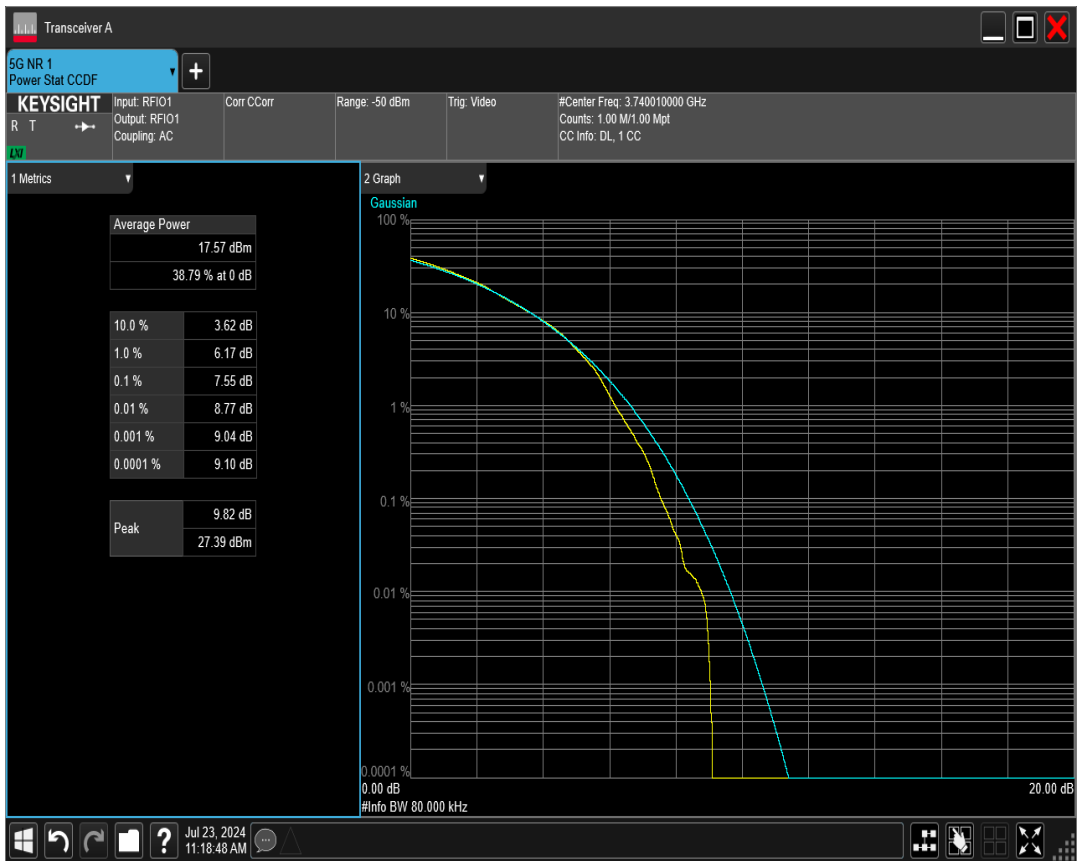 Transceiver A
5G NR 1
Power Stat CCDF
+
KEYSIGHT
R T
LXI
Input: RFIO1
Output: RFIO1
Coupling: AC
Corr CCorr
Range: -50 dBm
Trig: Video
#Center Freq: 3.740010000 GHz
Counts: 1.00 M/1.00 Mpt
CC Info: DL, 1 CC
1 Metrics
Average Power
17.57 dBm
38.79 % at 0 dB
10.0 % 3.62 dB
1.0 % 6.17 dB
0.1 % 7.55 dB
0.01 % 8.77 dB
0.001 % 9.04 dB
0.0001 % 9.10 dB
Peak
9.82 dB
27.39 dBm
2 Graph
Gaussian
100 %
10 %
1 %
0.1 %
0.01 %
0.001 %
0.0001 %
0.00 dB 20.00 dB
#Info BW 80.000 kHz
?
Jul 23, 2024
11:18:48 AM